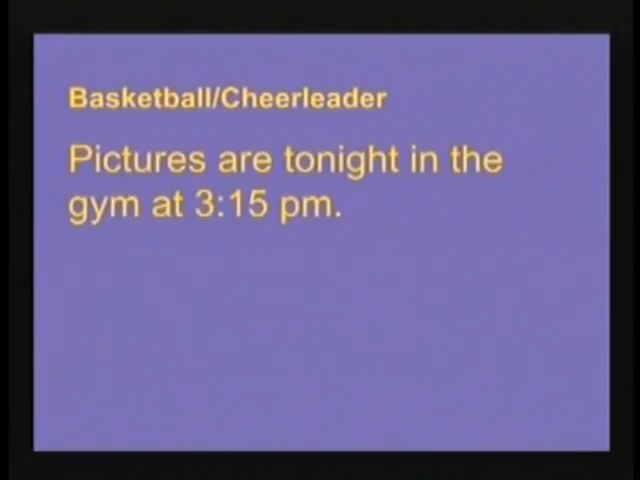 Basketball/Cheerleader
Pictures are tonight in the
gym at 3:15 pm.